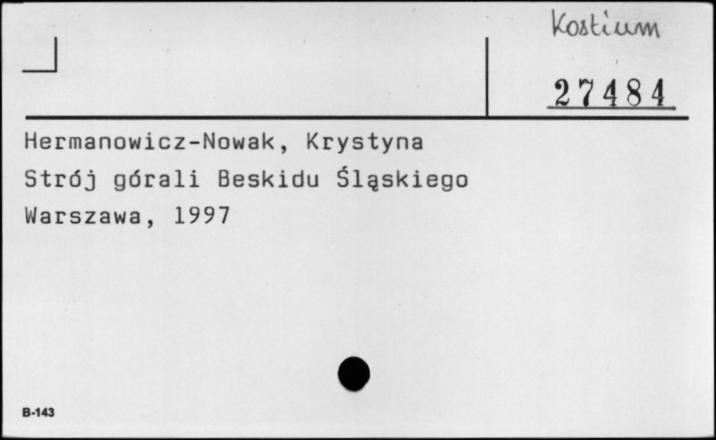 Kostium
27484
Hermanowicz-Nowak, Krystyna
Strój górali Beskidu Śląskiego
Warszawa, 1997
B-143